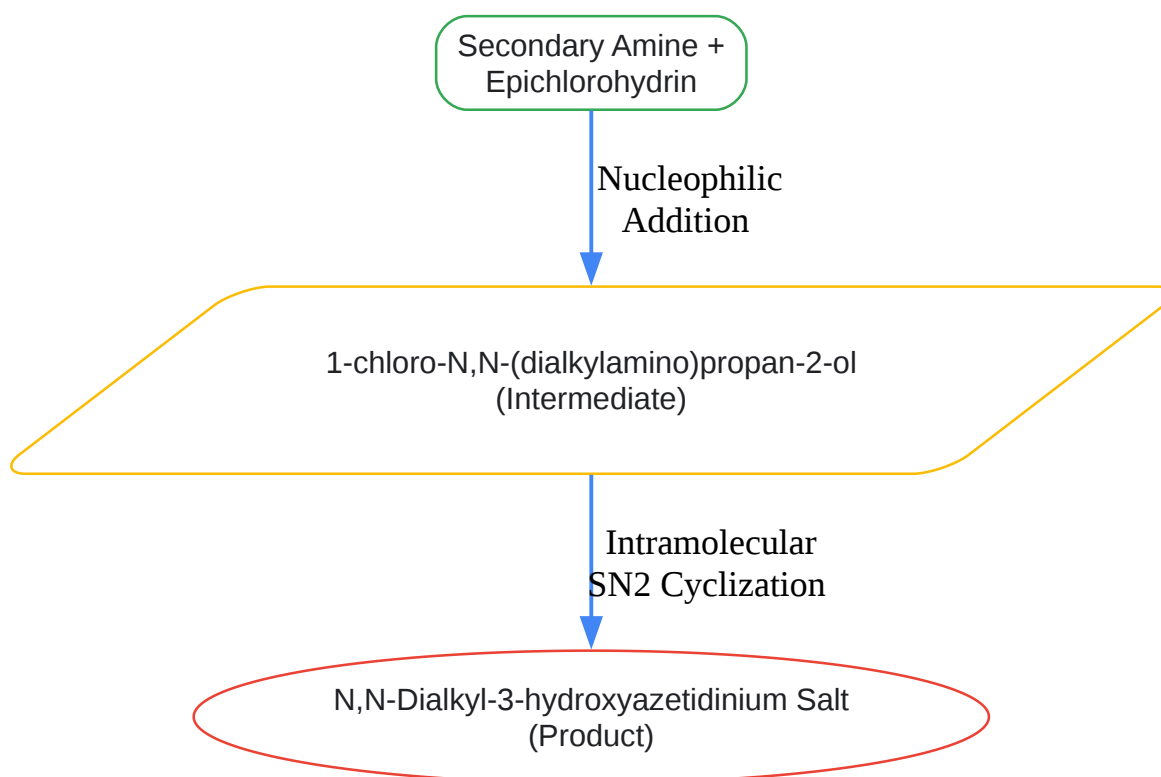 Secondary Amine +
Epichlorohydrin
Nucleophilic
Addition
1-chloro-N,N-(dialkylamino)propan-2-ol
(Intermediate)
Intramolecular
SN2 Cyclization
N,N-Dialkyl-3-hydroxyazetidinium Salt
(Product)